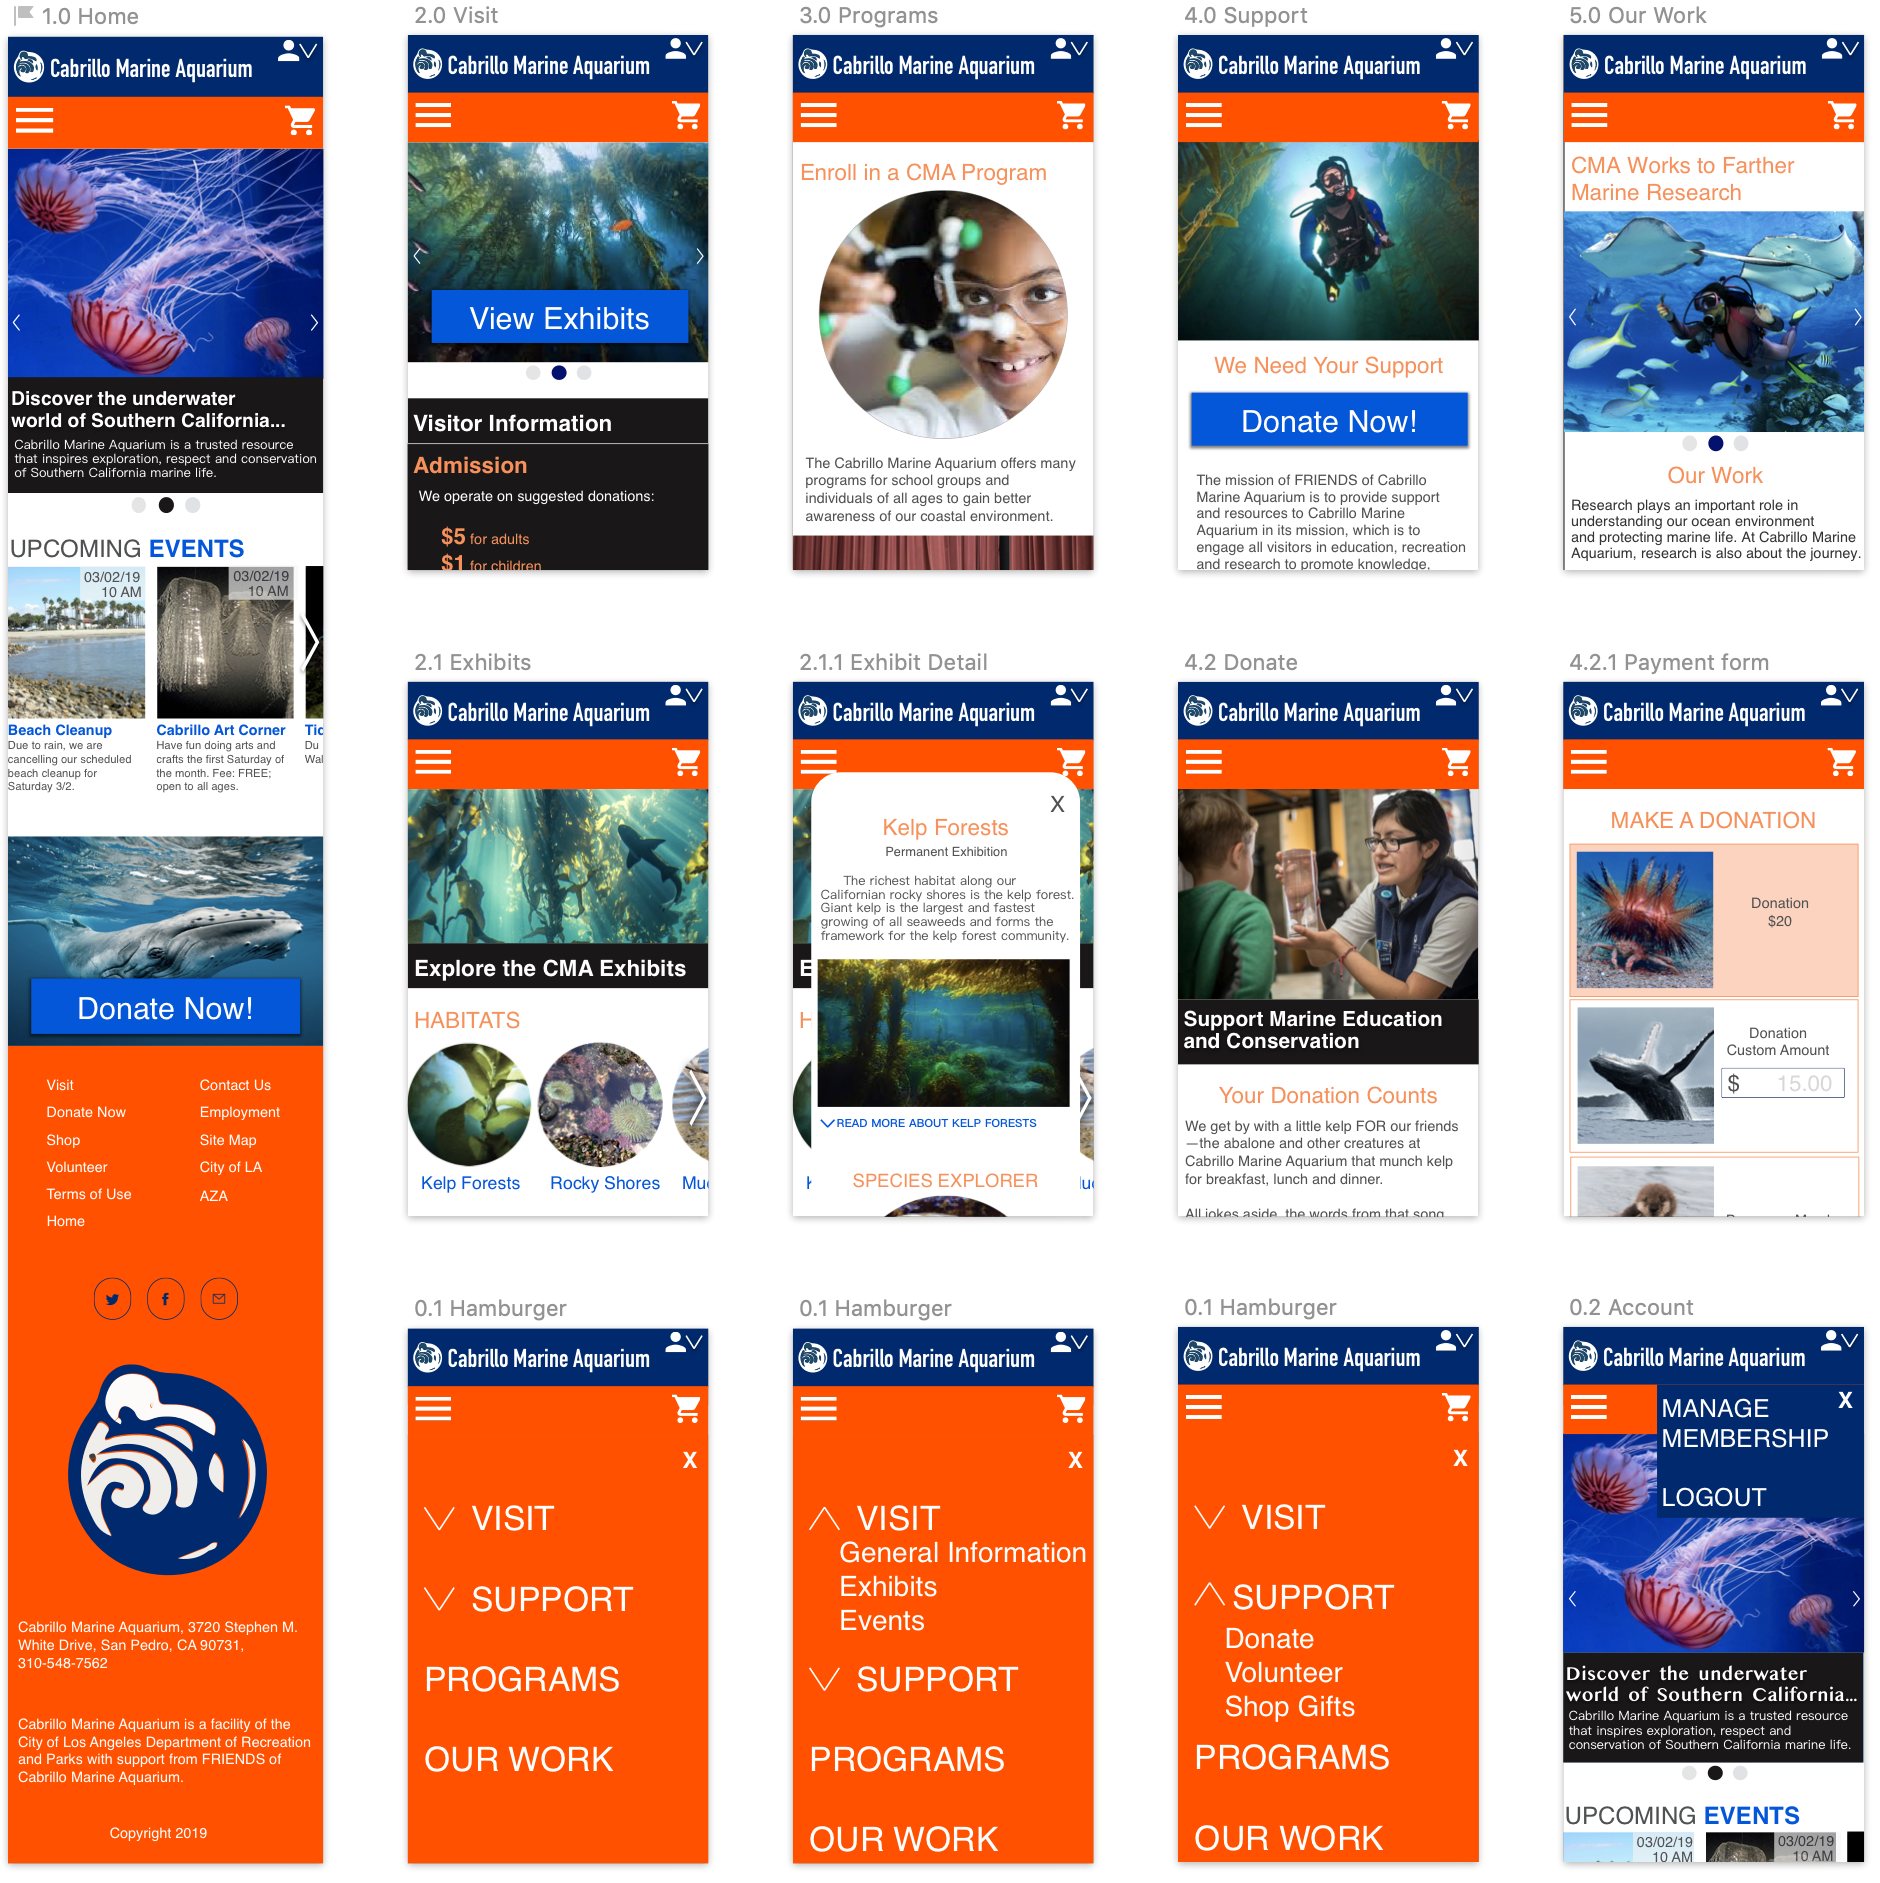 1.0 Home
Cabrillo Marine Aquarium
Discover the underwater
world of Southern California...
Cabrillo Marine Aquarium is a trusted resource
that inspires exploration, respect and conservation
of Southern California marine life.
UPCOMING EVENTS
03/02/19
10 AM
03/02/19
10 AM
Beach Cleanup
Due to rain, we are
cancelling our scheduled
beach cleanup for
Saturday 3/2.
Cabrillo Art Corner
Have fun doing arts and
crafts the first Saturday of
the month. Fee: FREE;
open to all ages.
Tid
Du
Wal
Donate Now!
Visit
Donate Now
Shop
Volunteer
Terms of Use
Home
Contact Us
Employment
Site Map
City of LA
AZA
Cabrillo Marine Aquarium, 3720 Stephen M.
White Drive, San Pedro, CA 90731,
310-548-7562
Cabrillo Marine Aquarium is a facility of the
City of Los Angeles Department of Recreation
and Parks with support from FRIENDS of
Cabrillo Marine Aquarium.
Copyright 2019
2.0 Visit
Cabrillo Marine Aquarium
View Exhibits
Visitor Information
Admission
We operate on suggested donations:
$5 for adults
$1 for children
3.0 Programs
Cabrillo Marine Aquarium
Enroll in a CMA Program
The Cabrillo Marine Aquarium offers many
programs for school groups and
individuals of all ages to gain better
awareness of our coastal environment.
4.0 Support
Cabrillo Marine Aquarium
We Need Your Support
Donate Now!
The mission of FRIENDS of Cabrillo
Marine Aquarium is to provide support
and resources to Cabrillo Marine
Aquarium in its mission, which is to
engage all visitors in education, recreation
and research to promote knowledge,
5.0 Our Work
Cabrillo Marine Aquarium
CMA Works to Farther
Marine Research
Our Work
Research plays an important role in
understanding our ocean environment
and protecting marine life. At Cabrillo Marine
Aquarium, research is also about the journey.
2.1 Exhibits
Cabrillo Marine Aquarium
Explore the CMA Exhibits
HABITATS
Kelp Forests
Rocky Shores
Mu
2.1.1 Exhibit Detail
Cabrillo Marine Aquarium
X
Kelp Forests
Permanent Exhibition
The richest habitat along our
Californian rocky shores is the kelp forest.
Giant kelp is the largest and fastest
growing of all seaweeds and forms the
framework for the kelp forest community.
E
H
READ MORE ABOUT KELP FORESTS
SPECIES EXPLORER
4.2 Donate
Cabrillo Marine Aquarium
Support Marine Education
and Conservation
Your Donation Counts
We get by with a little kelp FOR our friends
—the abalone and other creatures at
Cabrillo Marine Aquarium that munch kelp
for breakfast, lunch and dinner.
All jokes aside, the words from that song
4.2.1 Payment form
Cabrillo Marine Aquarium
MAKE A DONATION
Donation
$20
Donation
Custom Amount
$ 15.00
0.1 Hamburger
Cabrillo Marine Aquarium
X
VISIT
SUPPORT
PROGRAMS
OUR WORK
0.1 Hamburger
Cabrillo Marine Aquarium
X
VISIT
General Information
Exhibits
Events
SUPPORT
PROGRAMS
OUR WORK
0.1 Hamburger
Cabrillo Marine Aquarium
X
VISIT
SUPPORT
Donate
Volunteer
Shop Gifts
PROGRAMS
OUR WORK
0.2 Account
Cabrillo Marine Aquarium
X
MANAGE
MEMBERSHIP
LOGOUT
Discover the underwater
world of Southern California...
Cabrillo Marine Aquarium is a trusted resource
that inspires exploration, respect and
conservation of Southern California marine life.
UPCOMING EVENTS
03/02/19
10 AM
03/02/19
10 AM